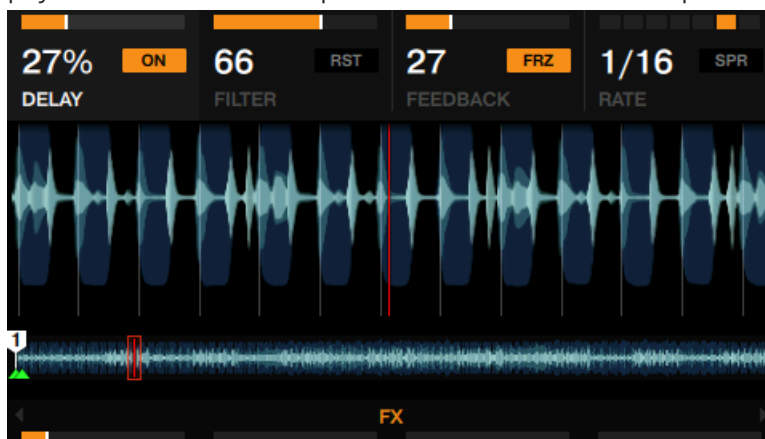 27% ON 66 RST 27 FRZ 1/16 SPR
DELAY FILTER FEEDBACK RATE
1
FX